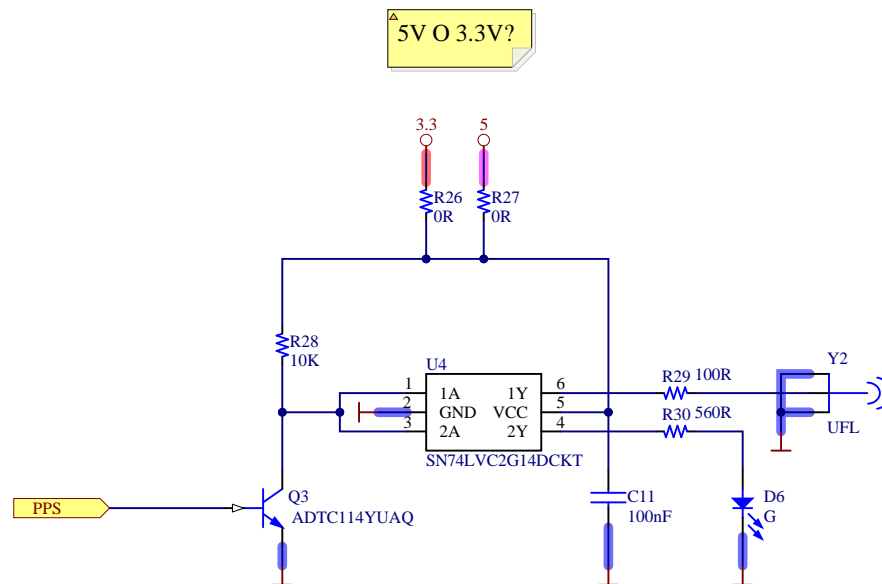 5V O 3.3V?
3.3 5
R26 R27
0R 0R
R28
10K
U4
1 1A 1Y 6
2 GND VCC 5
3 2A 2Y 4
SN74LVC2G14DCKT
R29 100R
R30 560R
Y2
UFL
PPS
Q3
ADTC114YUAQ
C11
100nF
D6
G